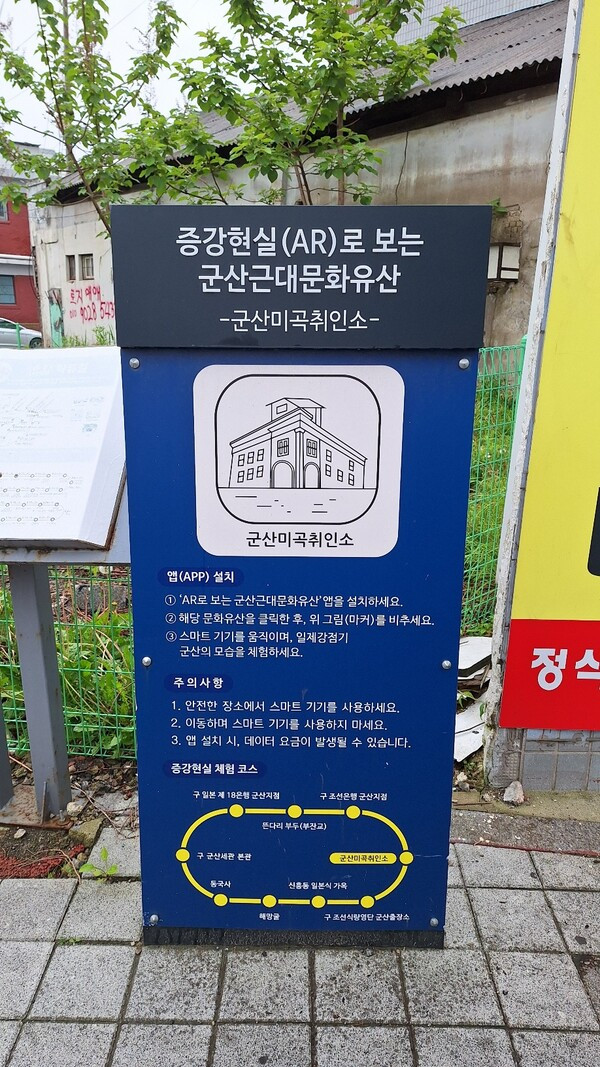 증강현실(AR)로 보는
군산근대문화유산
-군산미곡취인소-
군산미곡취인소
앱(APP) 설치
① 'AR로 보는 군산근대문화유산'앱을 설치하세요.
② 해당 문화유산을 클릭한 후, 위 그림(마커)를 비추세요.
③ 스마트 기기를 움직이며, 일제강점기
군산의 모습을 체험하세요.
주의사항
1. 안전한 장소에서 스마트 기기를 사용하세요.
2. 이동하며 스마트 기기를 사용하지 마세요.
3. 앱 설치 시, 데이터 요금이 발생될 수 있습니다.
증강현실 체험 코스
구 일본 제 18은행 군산지점
구 조선은행 군산지점
뜬다리 부두(부잔교)
구 군산세관 본관
군산미곡취인소
동국사
신흥동 일본식 가옥
해망굴
구 조선식량영단 군산출장소
정식